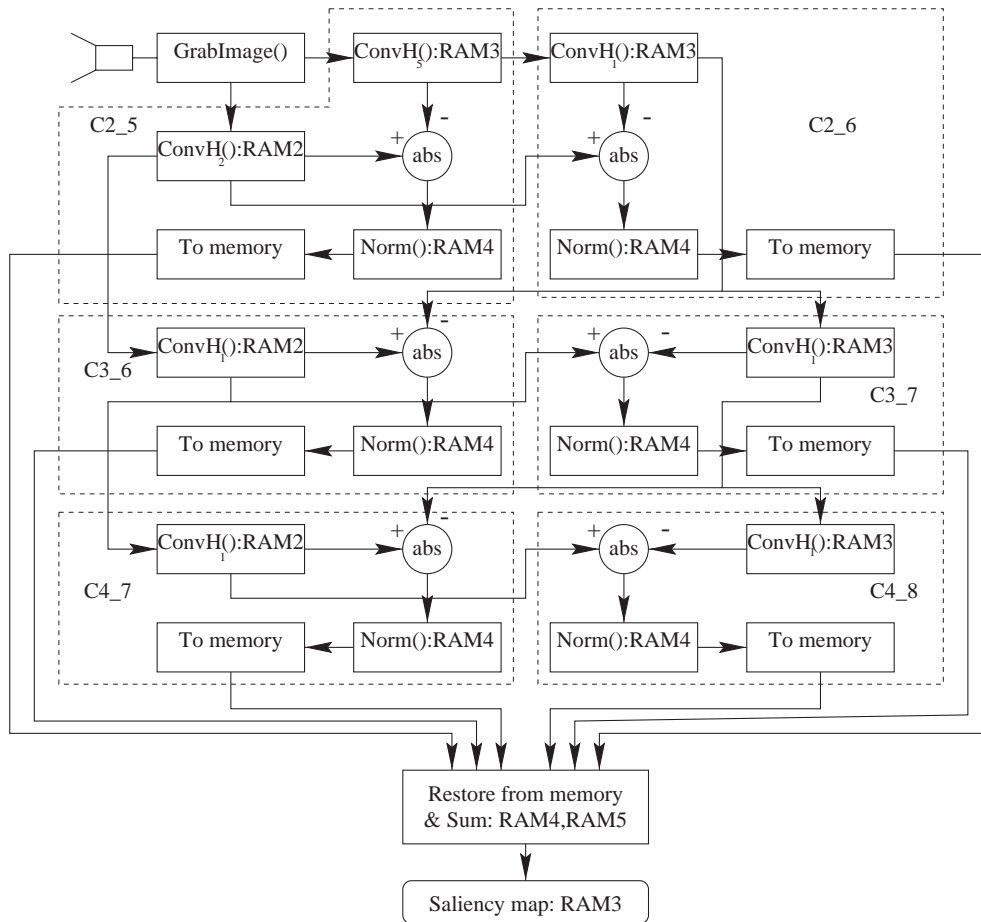 GrabImage() ConvH5():RAM3 ConvH1():RAM3
C2_5 - - C2_6
ConvH2():RAM2 + abs + abs
To memory Norm():RAM4 Norm():RAM4 To memory
+ - + -
ConvH1():RAM2 abs abs ConvH1():RAM3
C3_6 C3_7
To memory Norm():RAM4 Norm():RAM4 To memory
+ - + -
ConvH1():RAM2 abs abs ConvH1():RAM3
C4_7 C4_8
To memory Norm():RAM4 Norm():RAM4 To memory
Restore from memory
& Sum: RAM4,RAM5
Saliency map: RAM3